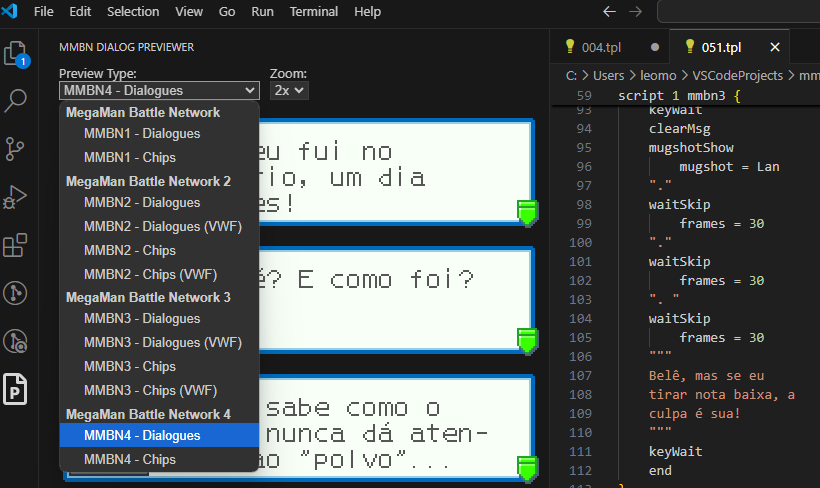 File Edit Selection View Go Run Terminal Help
MMBN DIALOG PREVIEWER
Preview Type: Zoom:
MMBN4 - Dialogues 2x
MegaMan Battle Network
MMBN1 - Dialogues
MMBN1 - Chips
MegaMan Battle Network 2
MMBN2 - Dialogues
MMBN2 - Dialogues (VWF)
MMBN2 - Chips
MMBN2 - Chips (VWF)
MegaMan Battle Network 3
MMBN3 - Dialogues
MMBN3 - Dialogues (VWF)
MMBN3 - Chips
MMBN3 - Chips (VWF)
MegaMan Battle Network 4
MMBN4 - Dialogues
MMBN4 - Chips
1
P
eu fui no
rio, um dia
es!
é? E como foi?
sabe como o
nunca dá aten-
ão "polvo"...
004.tpl 051.tpl
C: > Users > leomo > VSCodeProjects > mm
59 script 1 mmbn3 {
93 keyWait
94 clearMsg
95 mugshotShow
96 mugshot = Lan
97 "."
98 waitSkip
99 frames = 30
100 "."
101 waitSkip
102 frames = 30
103 ". "
104 waitSkip
105 frames = 30
106 """
107 Belê, mas se eu
108 tirar nota baixa, a
109 culpa é sua!
110 """
111 keyWait
112 end
113 }